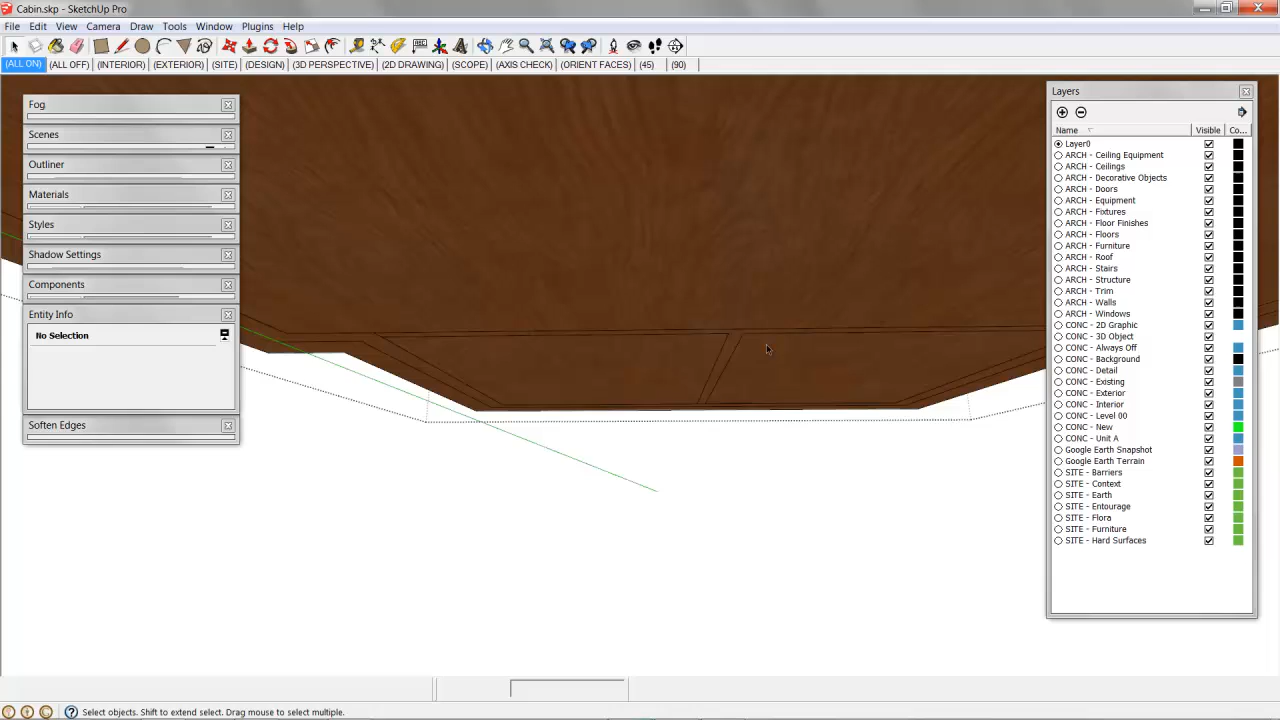 Cabin.skp - SketchUp Pro
File Edit View Camera Draw Tools Window Plugins Help
(ALL ON) (ALL OFF) (INTERIOR) (EXTERIOR) (SITE) (DESIGN) (3D PERSPECTIVE) (2D DRAWING) (SCOPE) (AXIS CHECK) (ORIENT FACES) (45) (90)
Fog
Scenes
Outliner
Materials
Styles
Shadow Settings
Components
Entity Info
No Selection
Soften Edges
Layers
Name Visible Co...
Layer0
ARCH - Ceiling Equipment
ARCH - Ceilings
ARCH - Decorative Objects
ARCH - Doors
ARCH - Equipment
ARCH - Fixtures
ARCH - Floor Finishes
ARCH - Floors
ARCH - Furniture
ARCH - Roof
ARCH - Stairs
ARCH - Structure
ARCH - Trim
ARCH - Walls
ARCH - Windows
CONC - 2D Graphic
CONC - 3D Object
CONC - Always Off
CONC - Background
CONC - Detail
CONC - Existing
CONC - Exterior
CONC - Interior
CONC - Level 00
CONC - New
CONC - Unit A
Google Earth Snapshot
Google Earth Terrain
SITE - Barriers
SITE - Context
SITE - Earth
SITE - Entourage
SITE - Flora
SITE - Furniture
SITE - Hard Surfaces
Select objects. Shift to extend select. Drag mouse to select multiple.